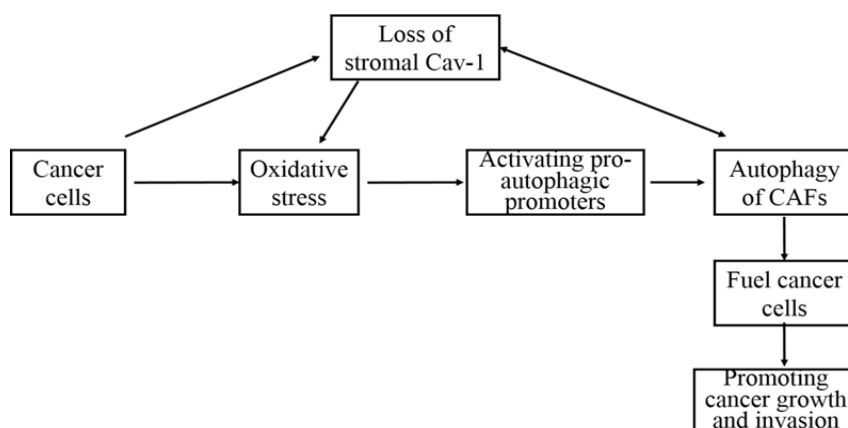 Loss of
stromal Cav-1
Cancer
cells
Oxidative
stress
Activating pro-
autophagic
promoters
Autophagy
of CAFs
Fuel cancer
cells
Promoting
cancer growth
and invasion